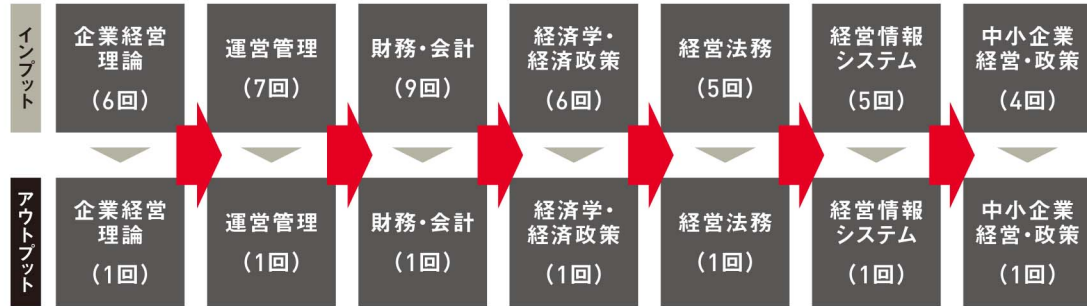 インプット
企業経営
理論
(6回)
運営管理
(7回)
財務・会計
(9回)
経済学・
経済政策
(6回)
経営法務
(5回)
経営情報
システム
(5回)
中小企業
経営・政策
(4回)
アウトプット
企業経営
理論
(1回)
運営管理
(1回)
財務・会計
(1回)
経済学・
経済政策
(1回)
経営法務
(1回)
経営情報
システム
(1回)
中小企業
経営・政策
(1回)